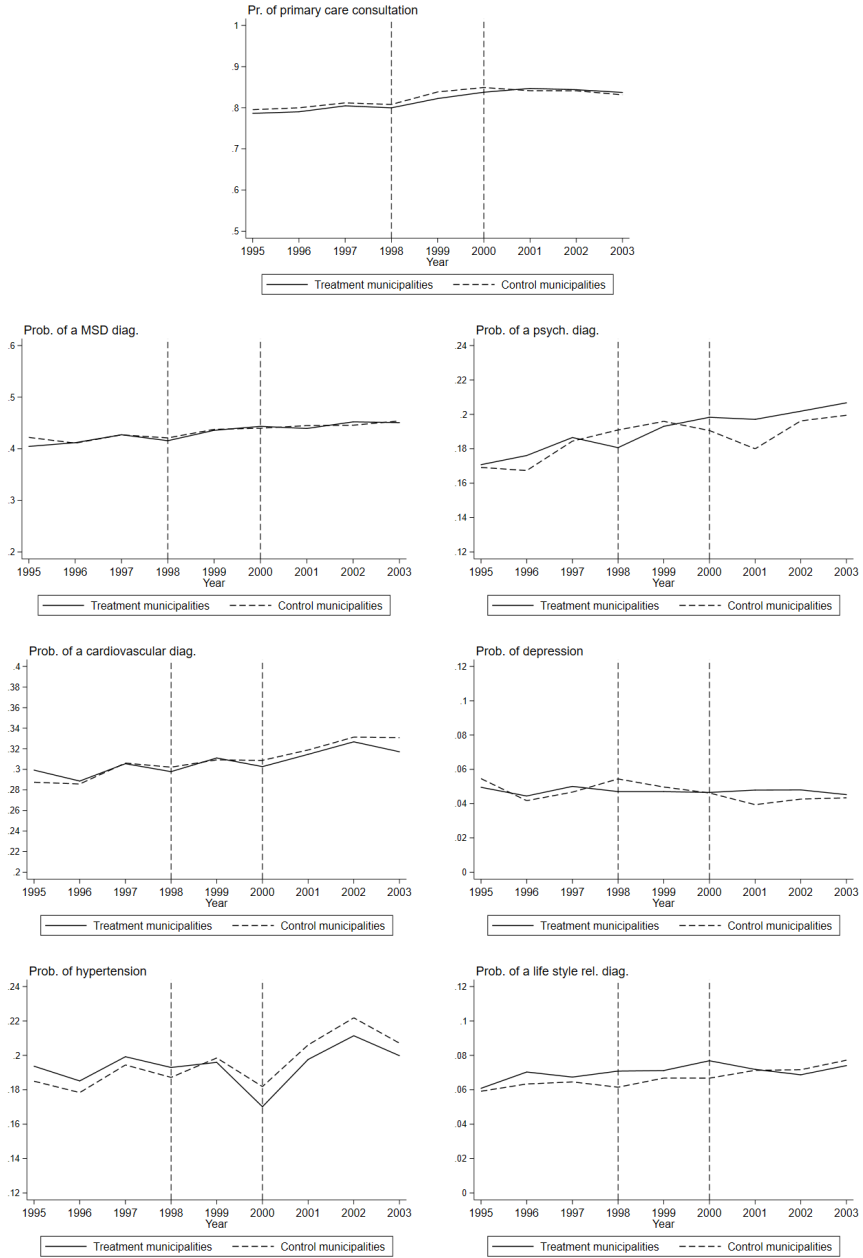 Pr. of primary care consultation
1
.9
.8
.7
.6
.5
1995 1996 1997 1998 1999 2000 2001 2002 2003
Year
Treatment municipalities Control municipalities
Prob. of a MSD diag.
.6
.5
.4
.3
.2
1995 1996 1997 1998 1999 2000 2001 2002 2003
Year
Treatment municipalities Control municipalities
Prob. of a psych. diag.
.24
.22
.2
.18
.16
.14
.12
1995 1996 1997 1998 1999 2000 2001 2002 2003
Year
Treatment municipalities Control municipalities
Prob. of a cardiovascular diag.
.4
.38
.36
.34
.32
.3
.28
.26
.24
.22
.2
1995 1996 1997 1998 1999 2000 2001 2002 2003
Year
Treatment municipalities Control municipalities
Prob. of depression
.12
.1
.08
.06
.04
.02
0
1995 1996 1997 1998 1999 2000 2001 2002 2003
Year
Treatment municipalities Control municipalities
Prob. of hypertension
.24
.22
.2
.18
.16
.14
.12
1995 1996 1997 1998 1999 2000 2001 2002 2003
Year
Treatment municipalities Control municipalities
Prob. of a life style rel. diag.
.12
.1
.08
.06
.04
.02
0
1995 1996 1997 1998 1999 2000 2001 2002 2003
Year
Treatment municipalities Control municipalities